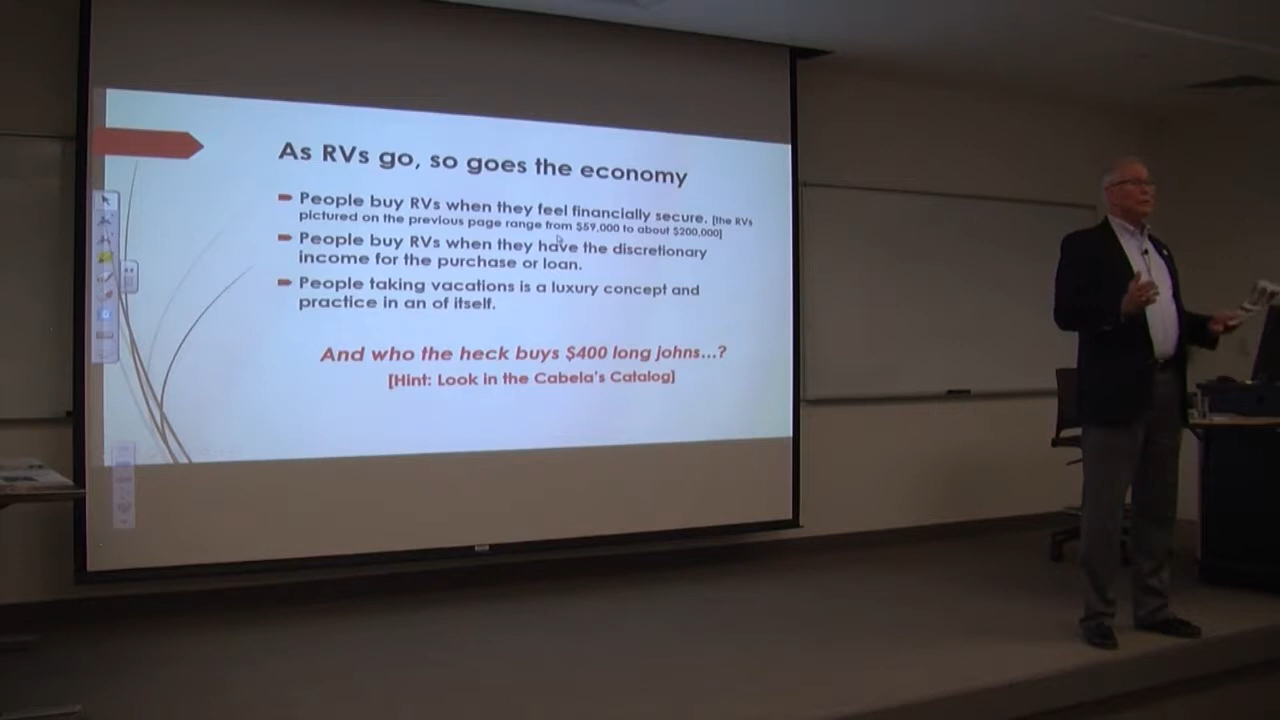 As RVs go, so goes the economy
People buy RVs when they feel financially secure. [the RVs
pictured on the previous page range from $59,000 to about $200,000]
People buy RVs when they have the discretionary
income for the purchase or loan.
People taking vacations is a luxury concept and
practice in an of itself.
And who the heck buys $400 long johns...?
[Hint: Look in the Cabela's Catalog]